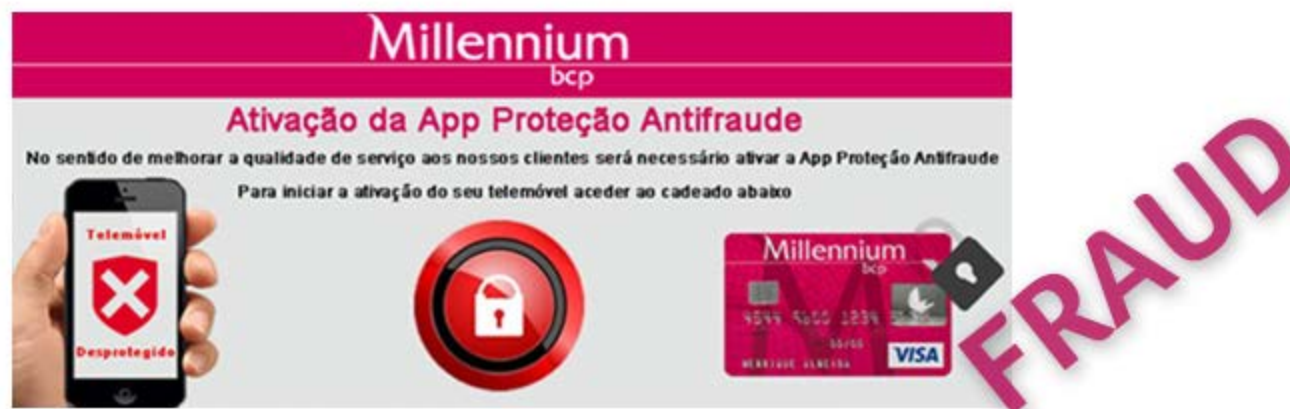 Millennium
bcp
Ativação da App Proteção Antifraude
No sentido de melhorar a qualidade de serviço aos nossos clientes será necessário ativar a App Proteção Antifraude
Para iniciar a ativação do seu telemóvel aceder ao cadeado abaixo
Telemóvel
Desprotegido
Millennium
bcp
1234
VISA
FRAUD